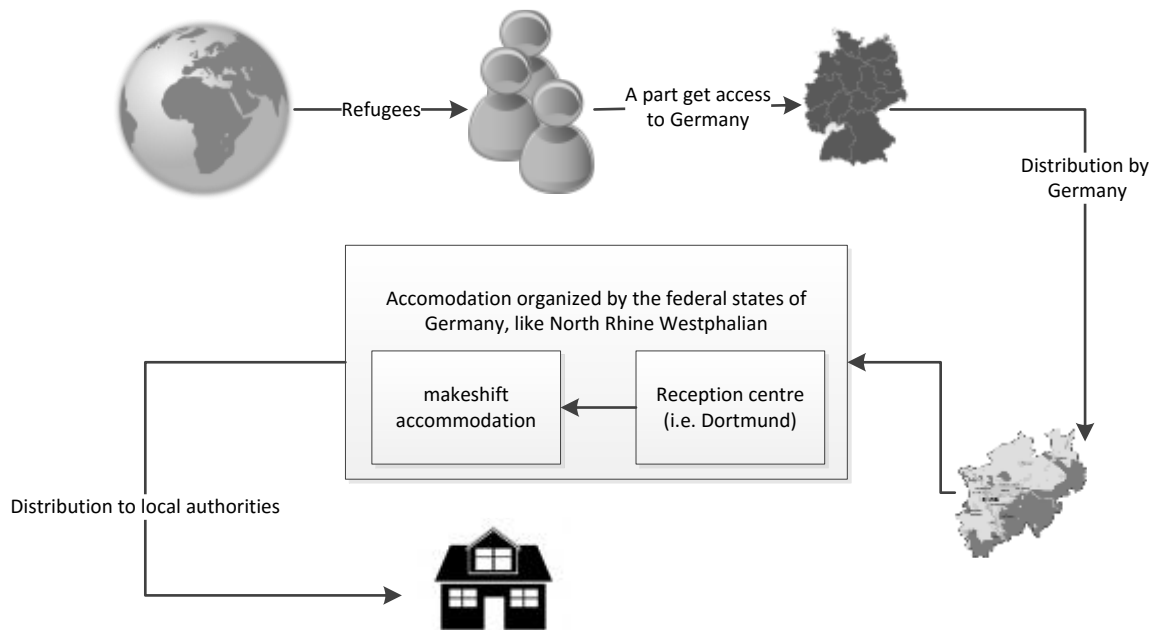 Refugees
A part get access
to Germany
Distribution by
Germany
Accomodation organized by the federal states of
Germany, like North Rhine Westphalian
makeshift
accommodation
Reception centre
(i.e. Dortmund)
Distribution to local authorities